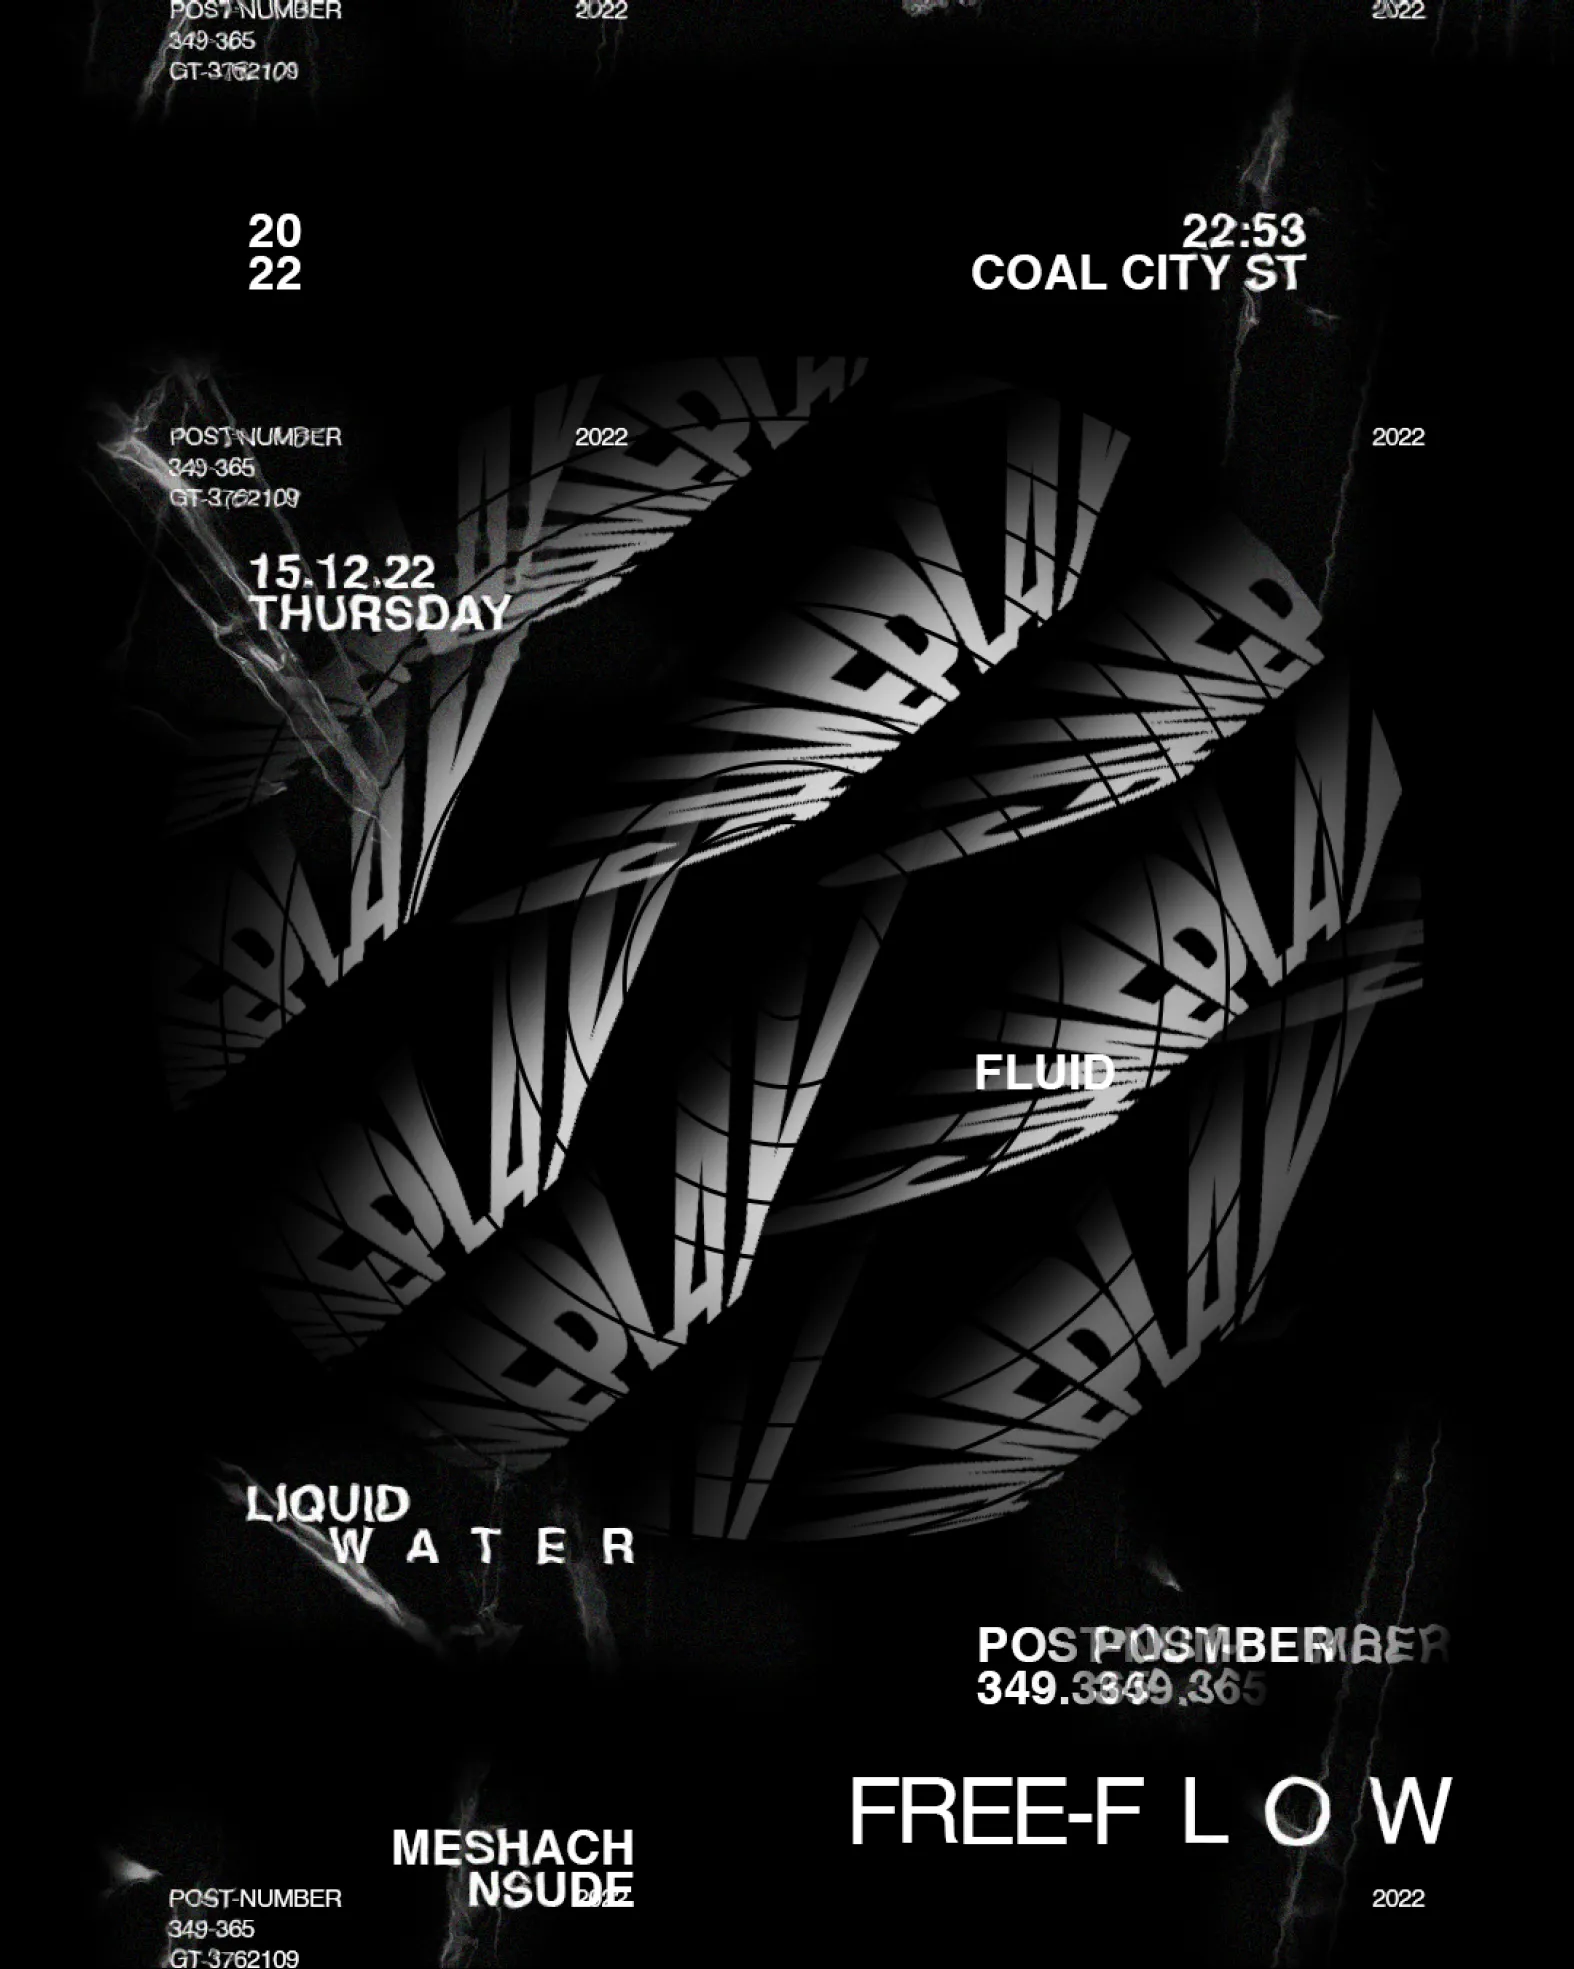 POST-NUMBER
2022
2022
349-365
GT-3762109
20
22
22:53
COAL CITY ST
POST-NUMBER
2022
2022
349-365
GT-3762109
15.12.22
THURSDAY
FLUID
LIQUID
W A T E R
349.365
FREE-F L O W
MESHACH
NSUDE
POST-NUMBER
2022
2022
349-365
GT-3762109